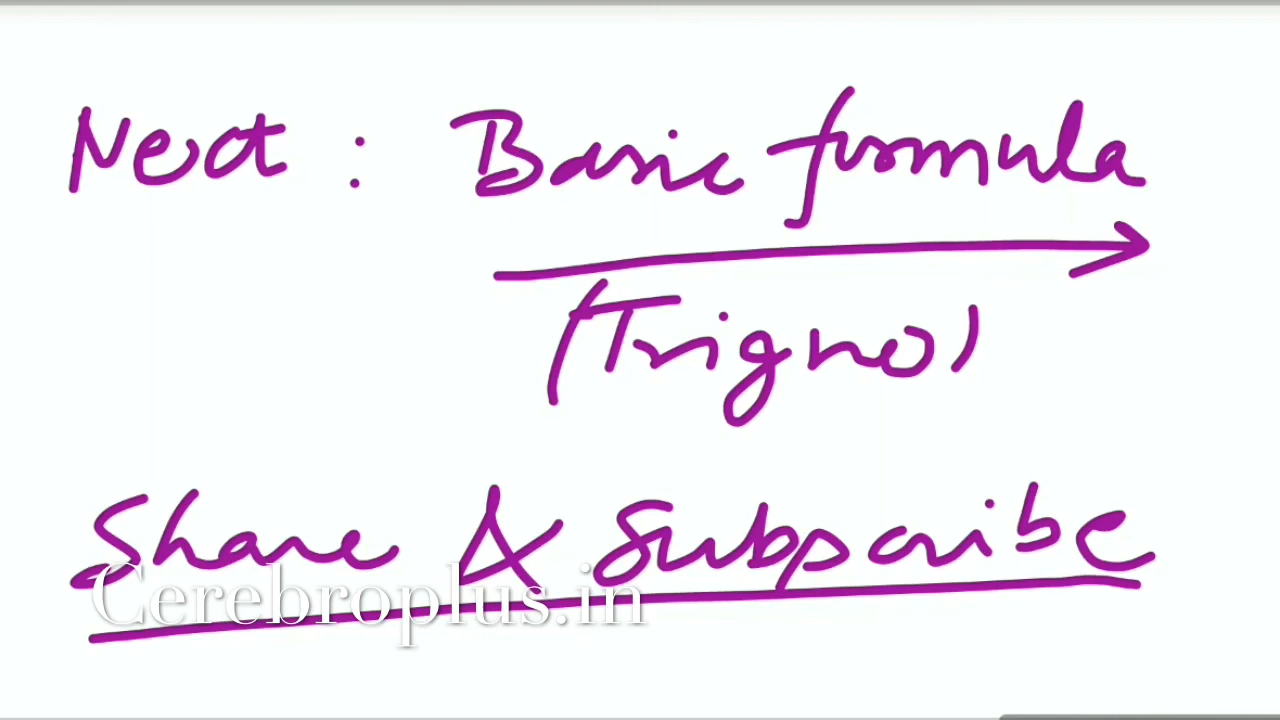 Next : Basic formula
(Trigno)
Share & Subscribe
Cerebroplus.in